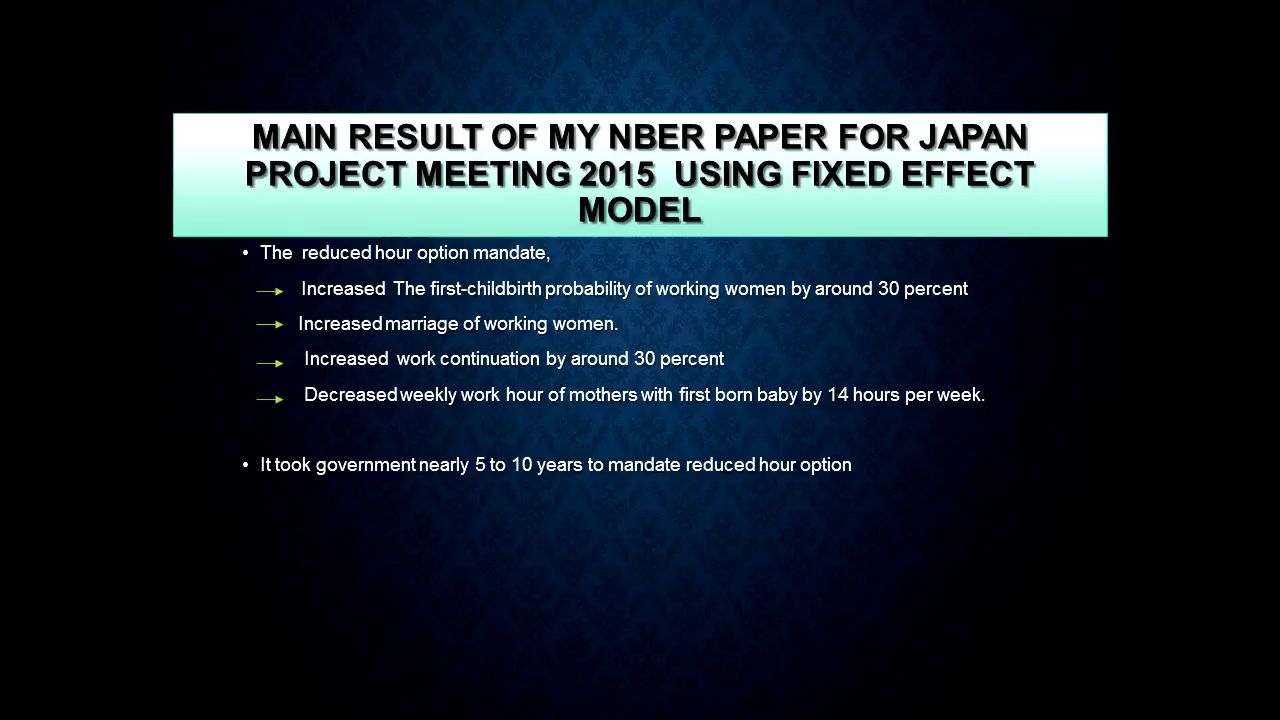 MAIN RESULT OF MY NBER PAPER FOR JAPAN
PROJECT MEETING 2015 USING FIXED EFFECT
MODEL
• The reduced hour option mandate,
→ Increased The first-childbirth probability of working women by around 30 percent
→ Increased marriage of working women.
→ Increased work continuation by around 30 percent
→ Decreased weekly work hour of mothers with first born baby by 14 hours per week.
• It took government nearly 5 to 10 years to mandate reduced hour option